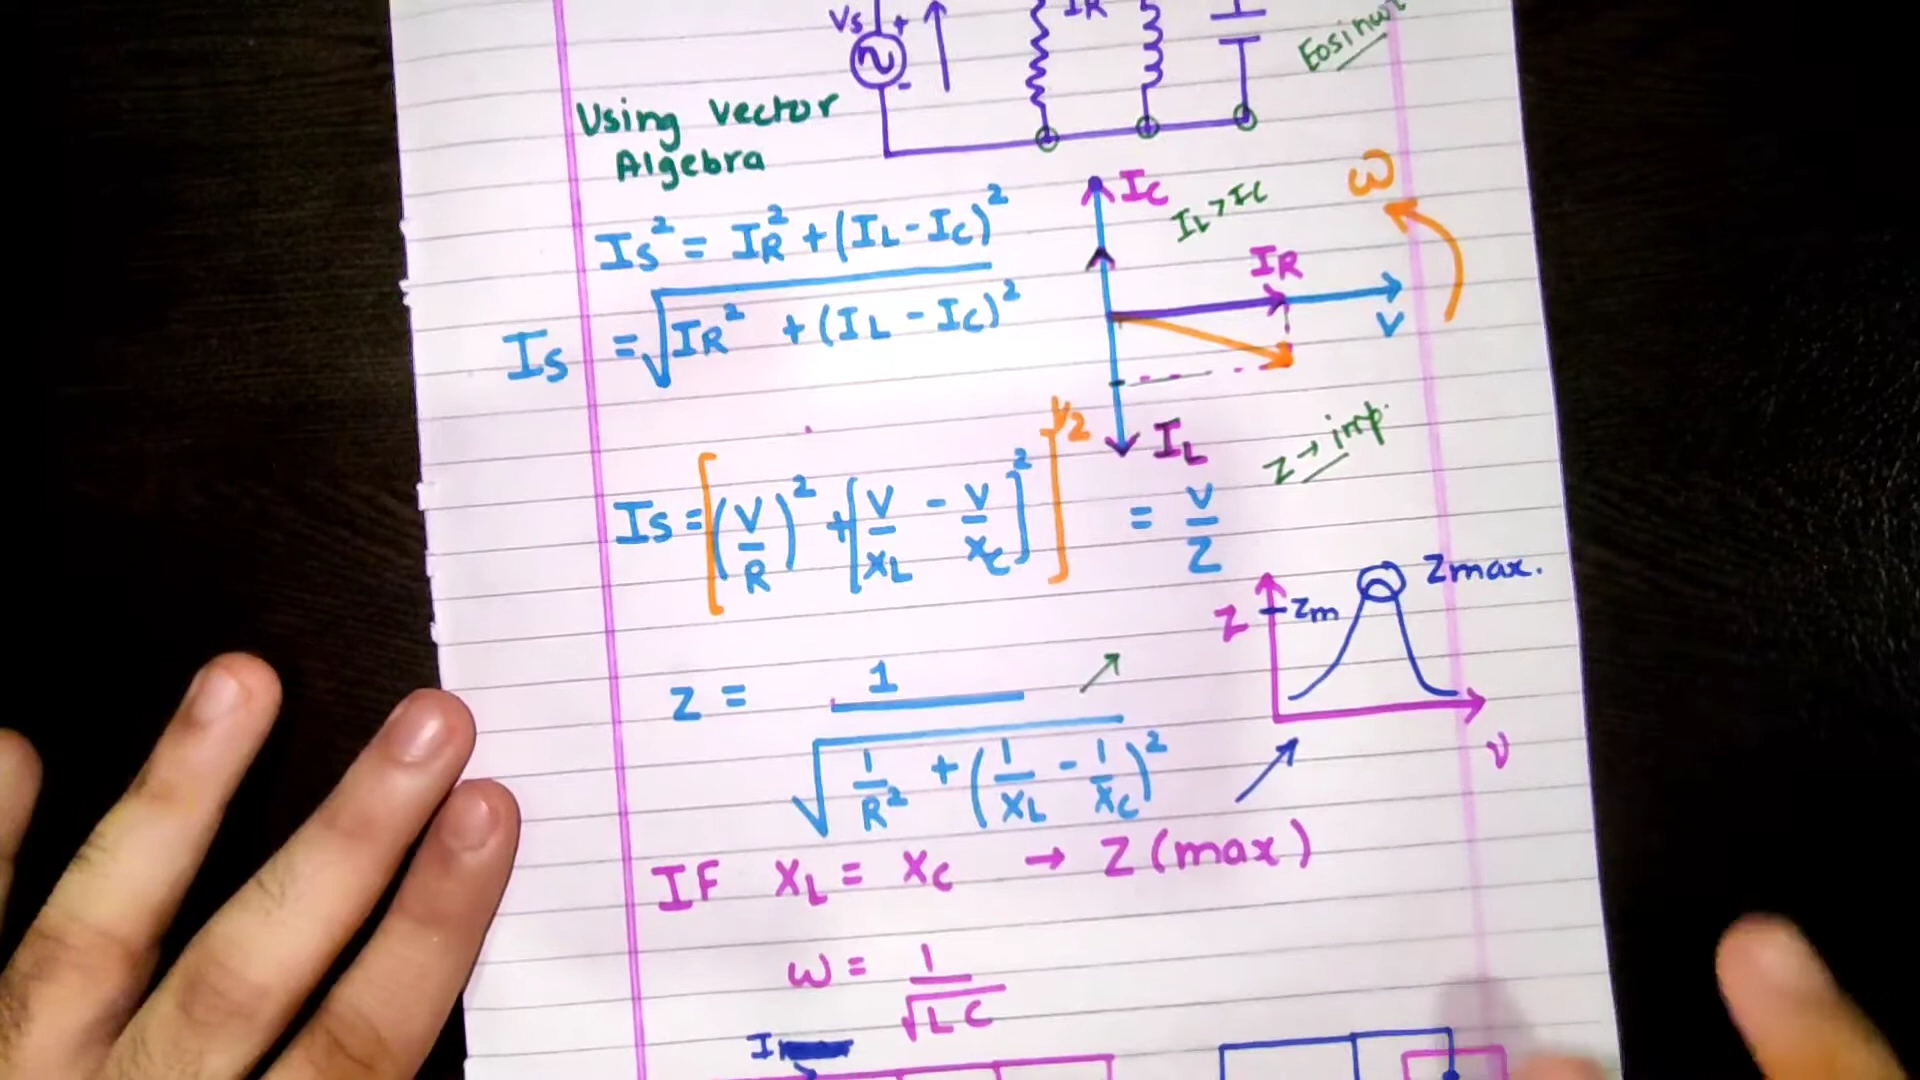 Vs + -
IR
Eosinωt
Using Vector
Algebra
Is² = IR² + (IL - IC)²
Is = √IR² + (IL - IC)²
IC
IL > IC
ω
IR
V
IL
Z → imp.
Is = [(V/R)² + [V/XL - V/XC]²]^1/2 = V/Z
Z
Zm
Zmax.
ν
Z = 1/√(1/R² + (1/XL - 1/XC)²)
IF XL = XC → Z (max)
ω = 1/√LC
I